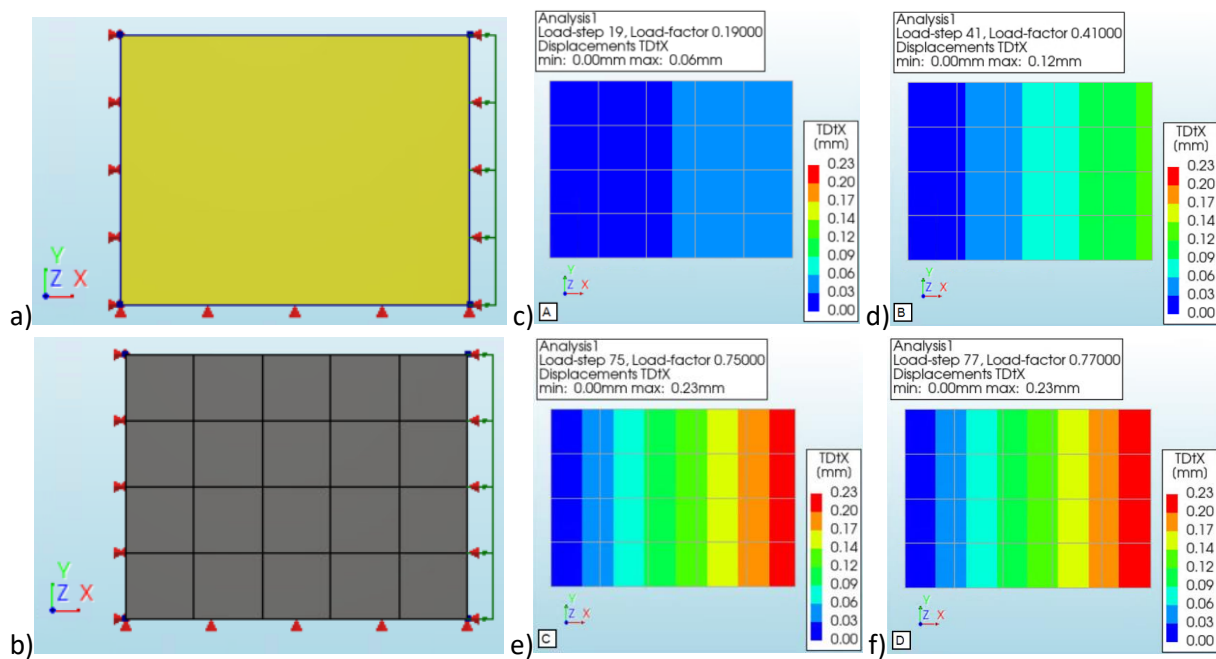 a)
Y
Z X
b)
Y
Z X
c)
Analysis1
Load-step 19, Load-factor 0.19000
Displacements TDtX
min: 0.00mm max: 0.06mm
TDtX
(mm)
0.23
0.20
0.17
0.14
0.12
0.09
0.06
0.03
0.00
Y
Z X
A
d)
Analysis1
Load-step 41, Load-factor 0.41000
Displacements TDtX
min: 0.00mm max: 0.12mm
TDtX
(mm)
0.23
0.20
0.17
0.14
0.12
0.09
0.06
0.03
0.00
Y
Z X
B
e)
Analysis1
Load-step 75, Load-factor 0.75000
Displacements TDtX
min: 0.00mm max: 0.23mm
TDtX
(mm)
0.23
0.20
0.17
0.14
0.12
0.09
0.06
0.03
0.00
Y
Z X
C
f)
Analysis1
Load-step 77, Load-factor 0.77000
Displacements TDtX
min: 0.00mm max: 0.23mm
TDtX
(mm)
0.23
0.20
0.17
0.14
0.12
0.09
0.06
0.03
0.00
Y
Z X
D